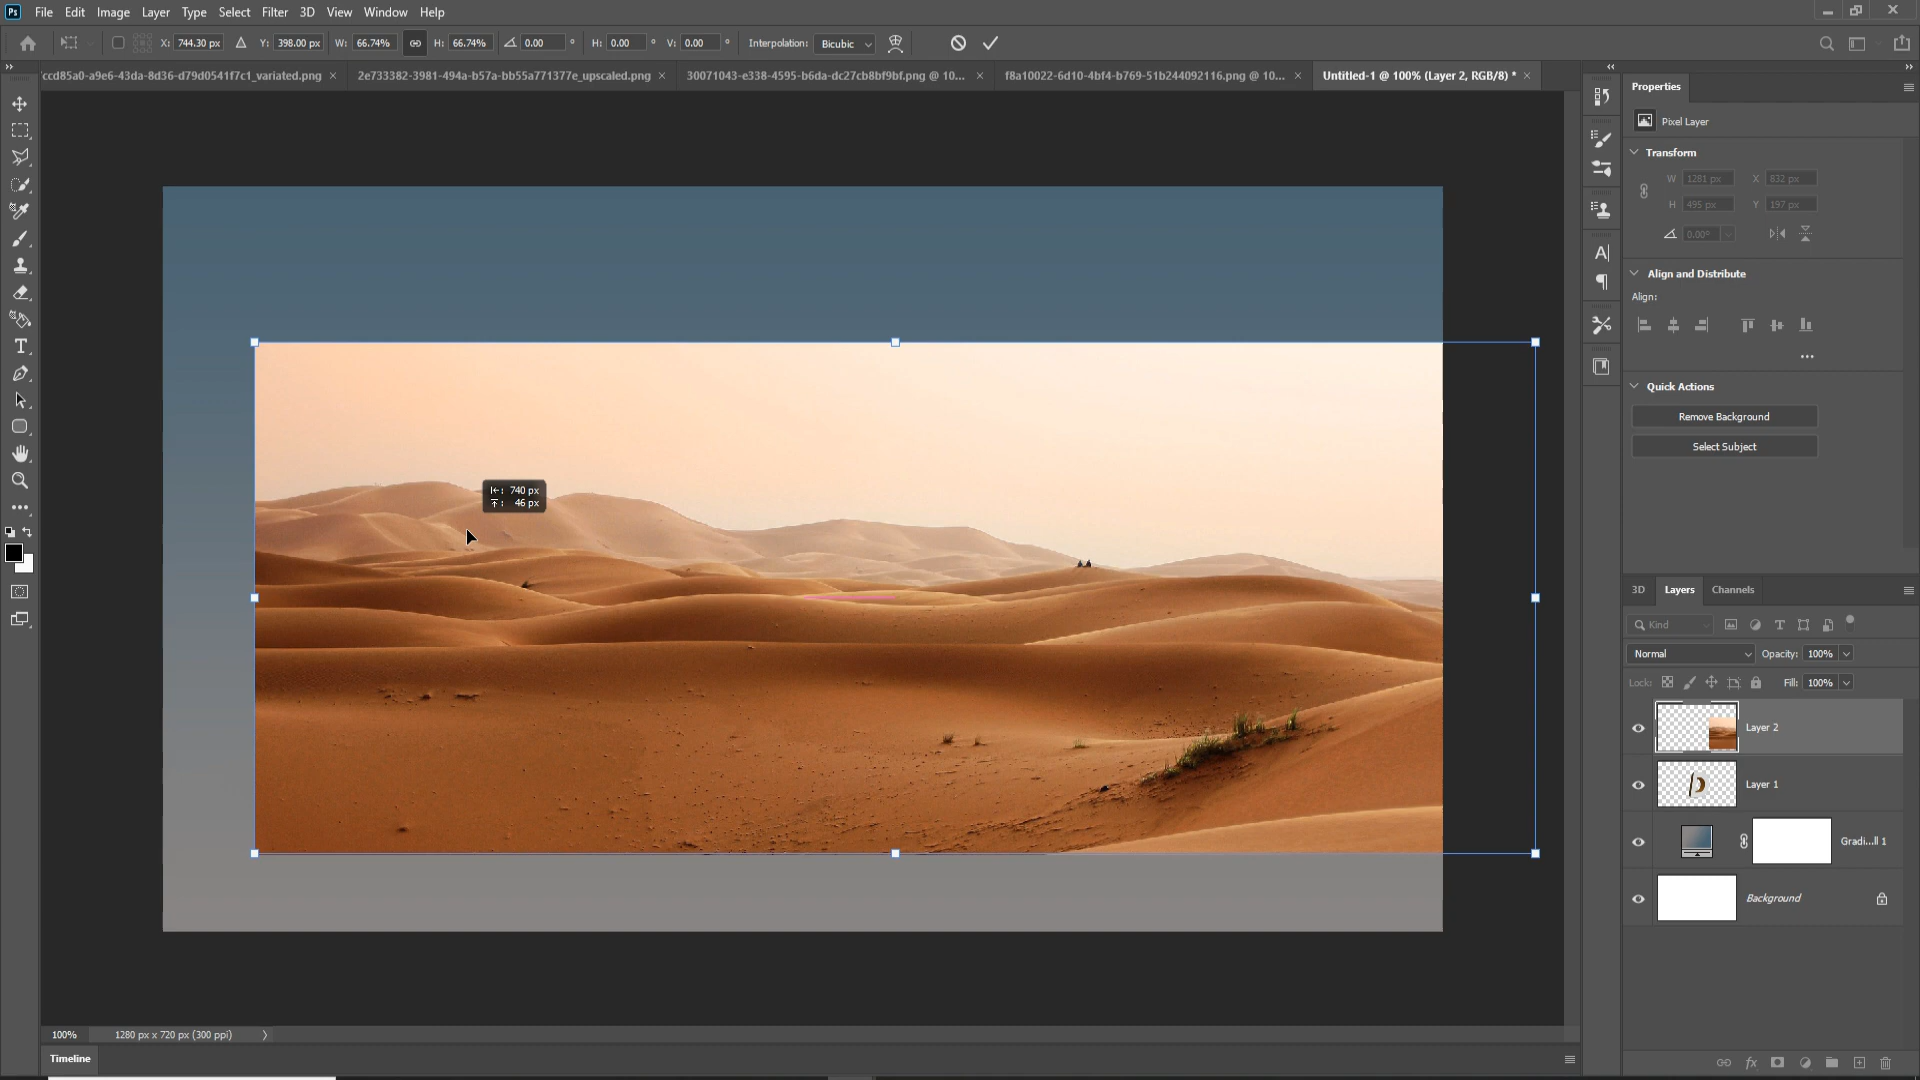 Ps File Edit Image Layer Type Select Filter 3D View Window Help
X: 744.30 px Y: 398.00 px W: 66.74% H: 66.74% 0.00 ° H: 0.00 ° V: 0.00 ° Interpolation: Bicubic
ccd85a0-a9e6-43da-8d36-d79d0541f7c1_variated.png × 2e733382-3981-494a-b57a-bb55a771377e_upscaled.png × 30071043-e338-4595-b6da-dc27cb8bf9bf.png @ 10... × f8a10022-6d10-4bf4-b769-51b244092116.png @ 10... × Untitled-1 @ 100% (Layer 2, RGB/8) * ×
Properties
Pixel Layer
Transform
W 1281 px X 832 px
H 495 px Y 197 px
0.00°
Align and Distribute
Align:
Quick Actions
Remove Background
Select Subject
: 740 px
: 46 px
3D Layers Channels
Kind
Normal Opacity: 100%
Lock: Fill: 100%
Layer 2
Layer 1
Gradi...ll 1
Background
100% 1280 px x 720 px (300 ppi)
Timeline